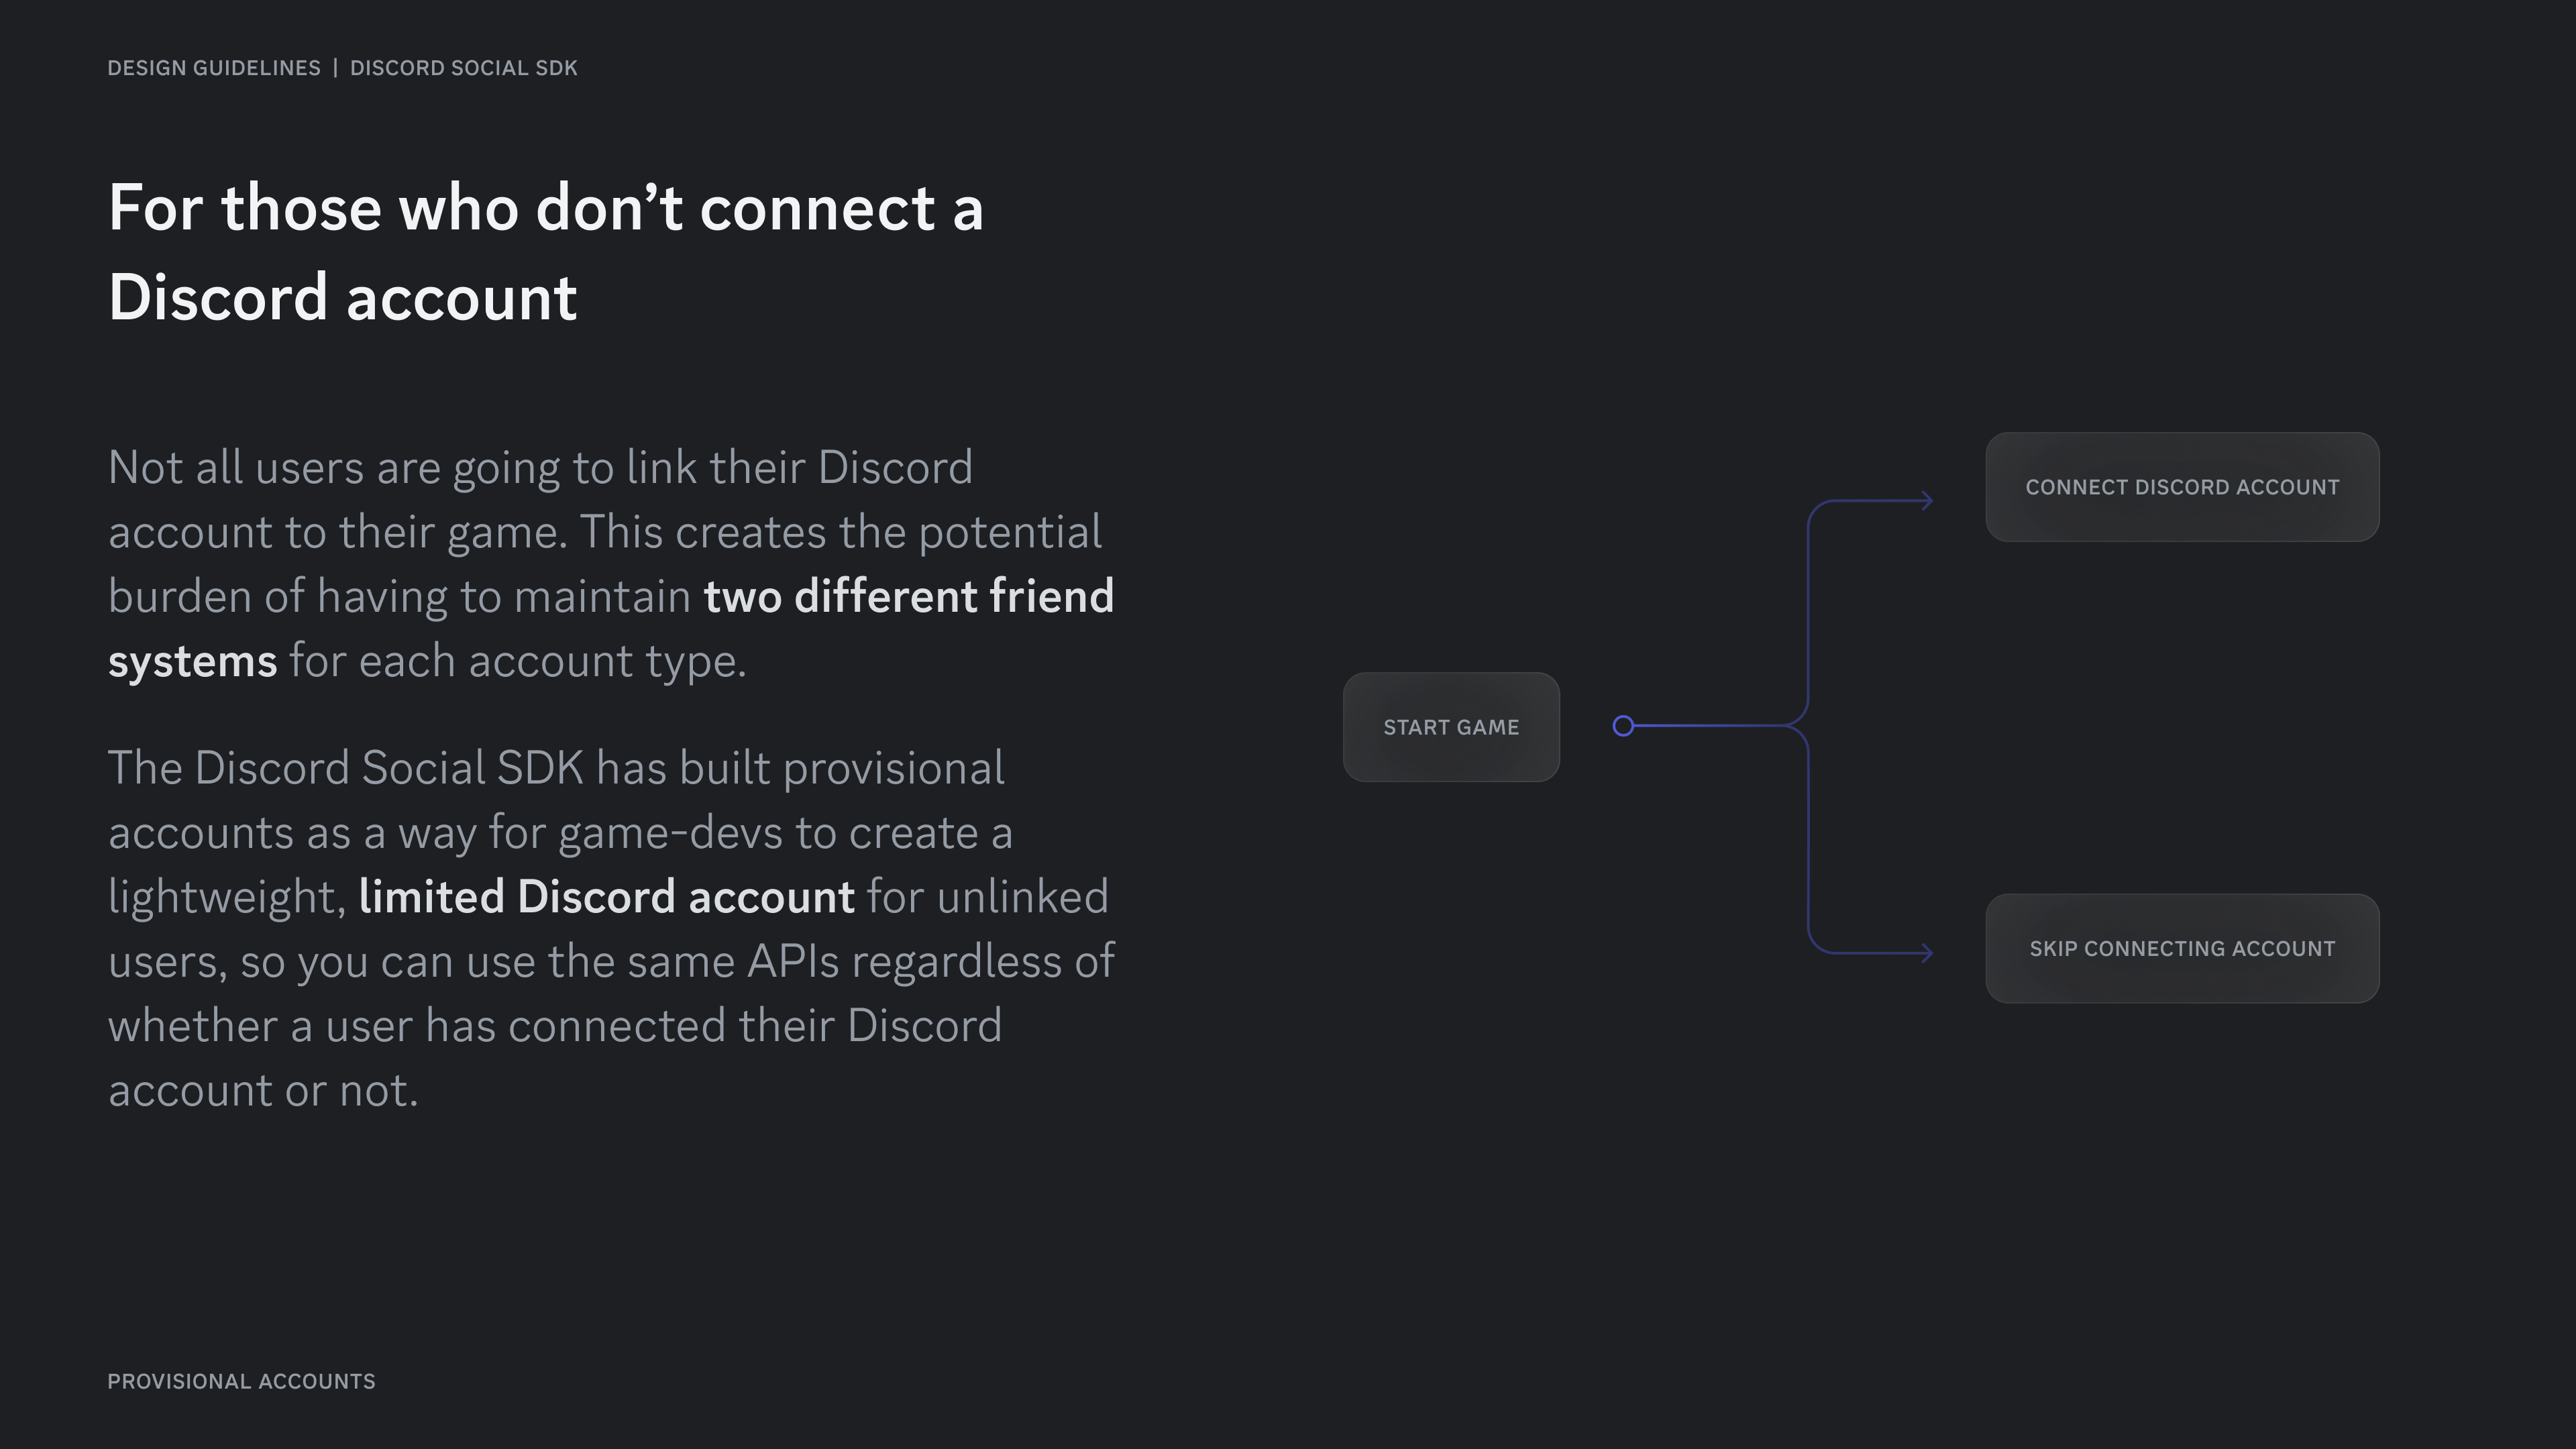 DESIGN GUIDELINES | DISCORD SOCIAL SDK
For those who don’t connect a
Discord account
Not all users are going to link their Discord
account to their game. This creates the potential
burden of having to maintain two different friend
systems for each account type.
The Discord Social SDK has built provisional
accounts as a way for game-devs to create a
lightweight, limited Discord account for unlinked
users, so you can use the same APIs regardless of
whether a user has connected their Discord
account or not.
START GAME
CONNECT DISCORD ACCOUNT
SKIP CONNECTING ACCOUNT
PROVISIONAL ACCOUNTS